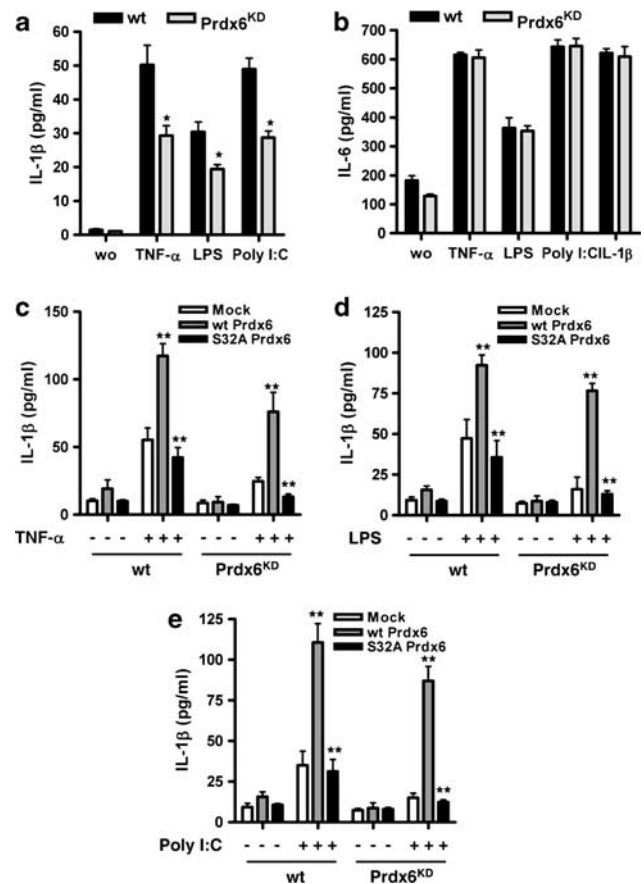 a
wt
Prdx6KD
IL-1β (pg/ml)
60
50
40
30
20
10
0
wo TNF-α LPS Poly I:C
*
*
*
b
wt
Prdx6KD
IL-6 (pg/ml)
700
600
500
400
300
200
100
0
wo TNF-α LPS Poly I:C IL-1β
c
Mock
wt Prdx6
S32A Prdx6
IL-1β (pg/ml)
150
100
50
0
**
**
**
**
TNF-α - - - + + + - - - + + +
wt Prdx6KD
d
Mock
wt Prdx6
S32A Prdx6
IL-1β (pg/ml)
125
100
75
50
25
0
**
**
**
**
LPS - - - + + + - - - + + +
wt Prdx6KD
e
Mock
wt Prdx6
S32A Prdx6
IL-1β (pg/ml)
125
100
75
50
25
0
**
**
**
**
Poly I:C - - - + + + - - - + + +
wt Prdx6KD